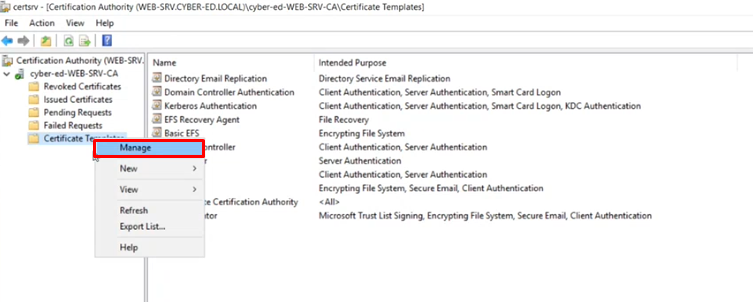 certsrv - [Certification Authority (WEB-SRV.CYBER-ED.LOCAL)\cyber-ed-WEB-SRV-CA\Certificate Templates]
File Action View Help
Certification Authority (WEB-SRV.
cyber-ed-WEB-SRV-CA
Revoked Certificates
Issued Certificates
Pending Requests
Failed Requests
Certificate Templates
Manage
New
View
Refresh
Export List...
Help
Name Intended Purpose
Directory Email Replication Directory Service Email Replication
Domain Controller Authentication Client Authentication, Server Authentication, Smart Card Logon
Kerberos Authentication Client Authentication, Server Authentication, Smart Card Logon, KDC Authentication
EFS Recovery Agent File Recovery
Basic EFS Encrypting File System
ontroller Client Authentication, Server Authentication
er Server Authentication
Client Authentication, Server Authentication
Encrypting File System, Secure Email, Client Authentication
te Certification Authority <All>
tor Microsoft Trust List Signing, Encrypting File System, Secure Email, Client Authentication